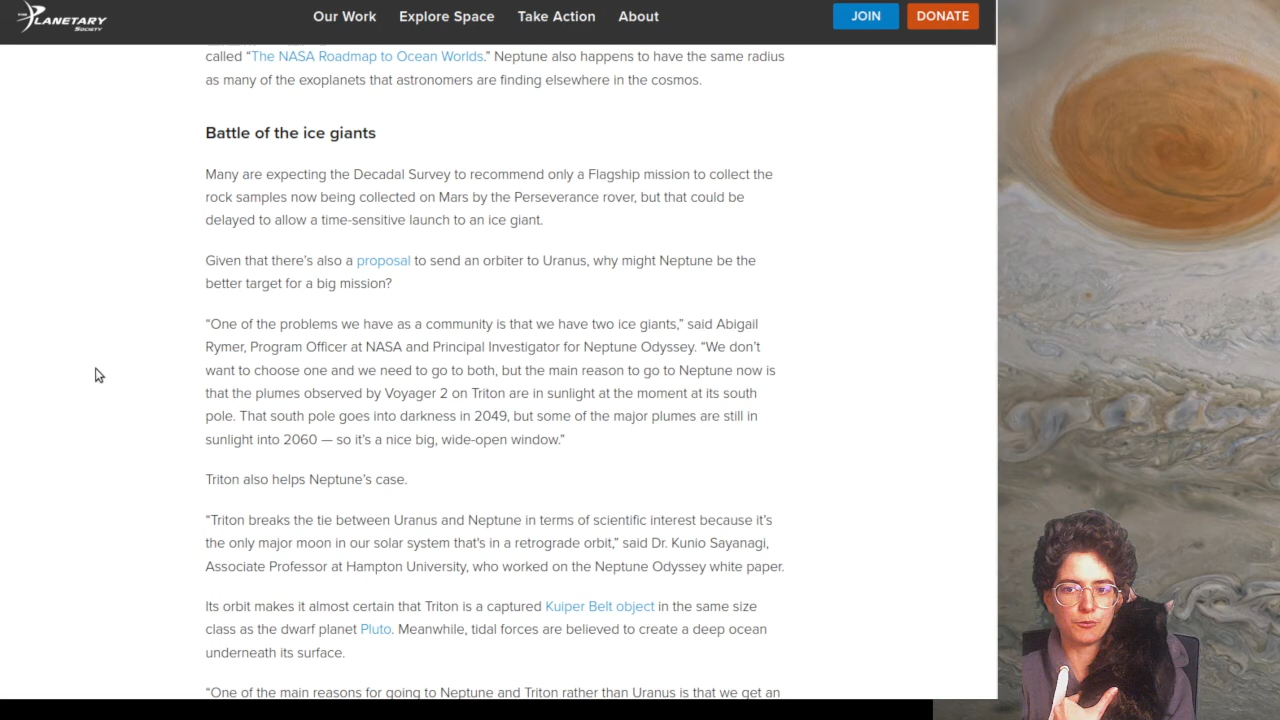 THE PLANETARY SOCIETY
Our Work Explore Space Take Action About JOIN DONATE
called “The NASA Roadmap to Ocean Worlds.” Neptune also happens to have the same radius
as many of the exoplanets that astronomers are finding elsewhere in the cosmos.
Battle of the ice giants
Many are expecting the Decadal Survey to recommend only a Flagship mission to collect the
rock samples now being collected on Mars by the Perseverance rover, but that could be
delayed to allow a time-sensitive launch to an ice giant.
Given that there’s also a proposal to send an orbiter to Uranus, why might Neptune be the
better target for a big mission?
“One of the problems we have as a community is that we have two ice giants,” said Abigail
Rymer, Program Officer at NASA and Principal Investigator for Neptune Odyssey. “We don’t
want to choose one and we need to go to both, but the main reason to go to Neptune now is
that the plumes observed by Voyager 2 on Triton are in sunlight at the moment at its south
pole. That south pole goes into darkness in 2049, but some of the major plumes are still in
sunlight into 2060 — so it’s a nice big, wide-open window.”
Triton also helps Neptune’s case.
“Triton breaks the tie between Uranus and Neptune in terms of scientific interest because it’s
the only major moon in our solar system that's in a retrograde orbit,” said Dr. Kunio Sayanagi,
Associate Professor at Hampton University, who worked on the Neptune Odyssey white paper.
Its orbit makes it almost certain that Triton is a captured Kuiper Belt object in the same size
class as the dwarf planet Pluto. Meanwhile, tidal forces are believed to create a deep ocean
underneath its surface.
“One of the main reasons for going to Neptune and Triton rather than Uranus is that we get an